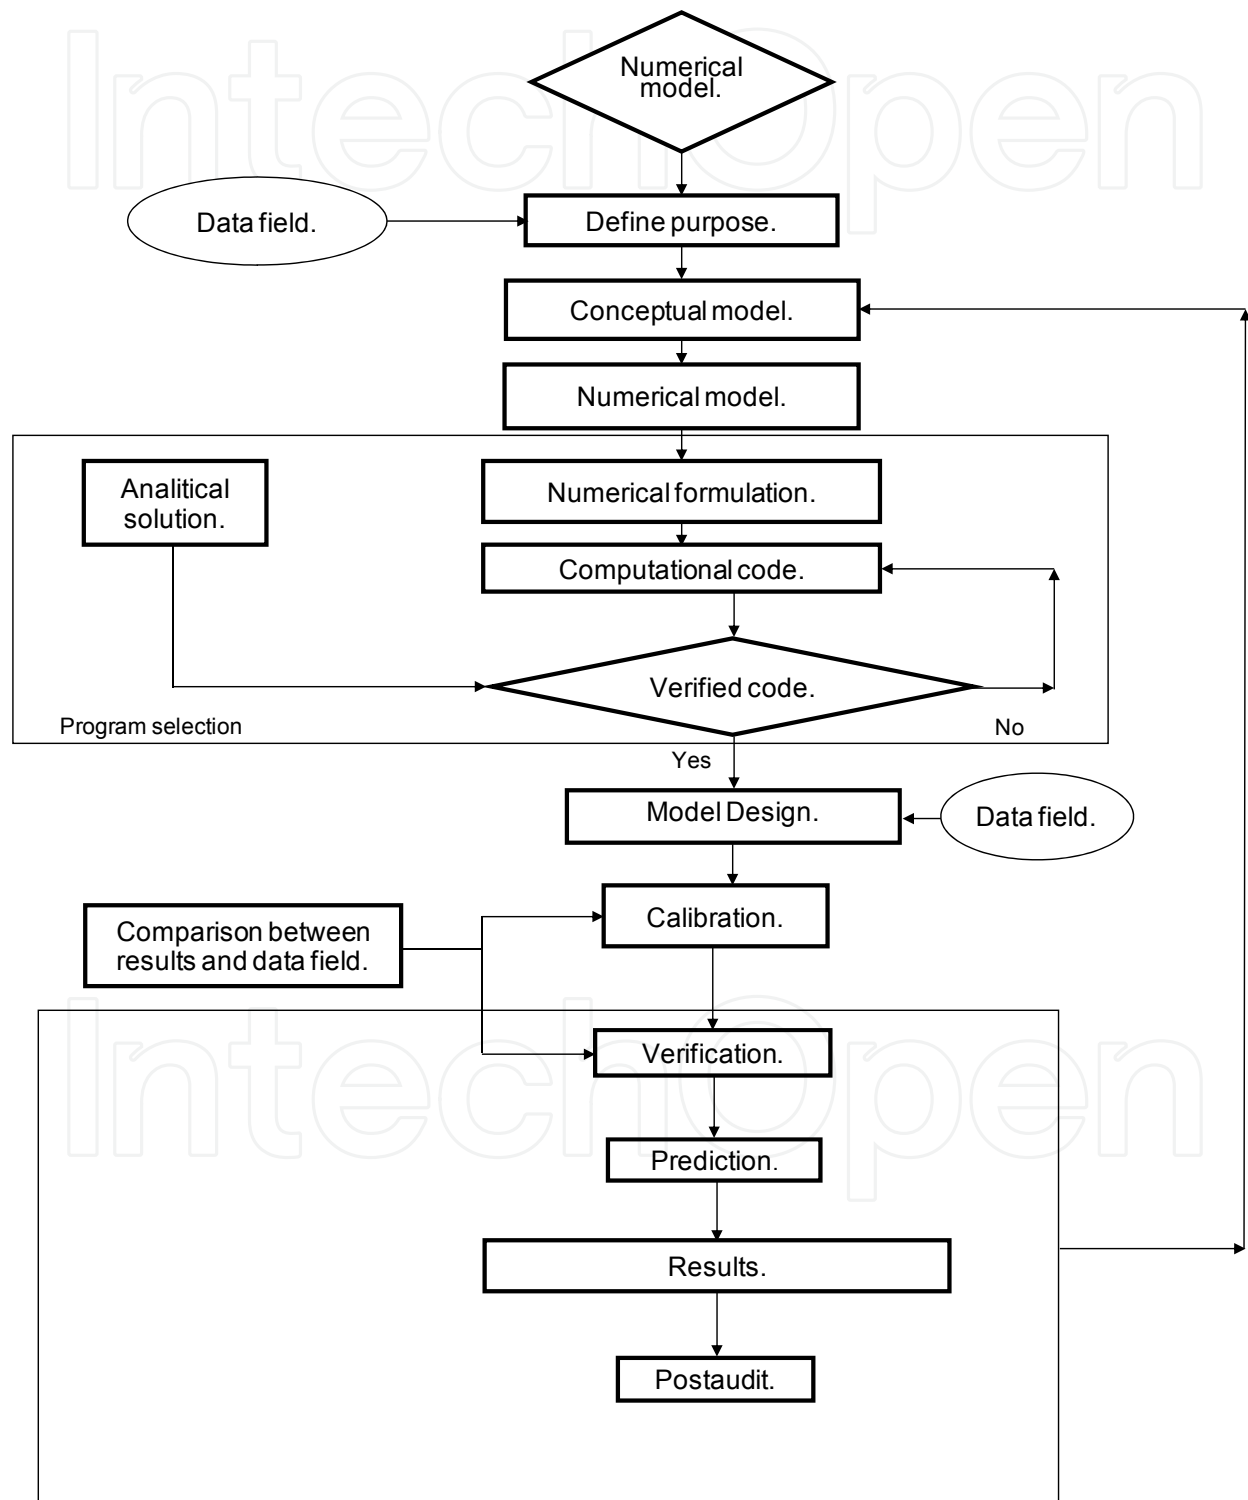 IntechOpen
Numerical
model.
Data field.
Define purpose.
Conceptual model.
Numerical model.
Analitical
solution.
Numerical formulation.
Computational code.
Verified code.
Program selection
No
Yes
Model Design.
Data field.
Calibration.
Comparison between
results and data field.
IntechOpen
Verification.
Prediction.
Results.
Postaudit.